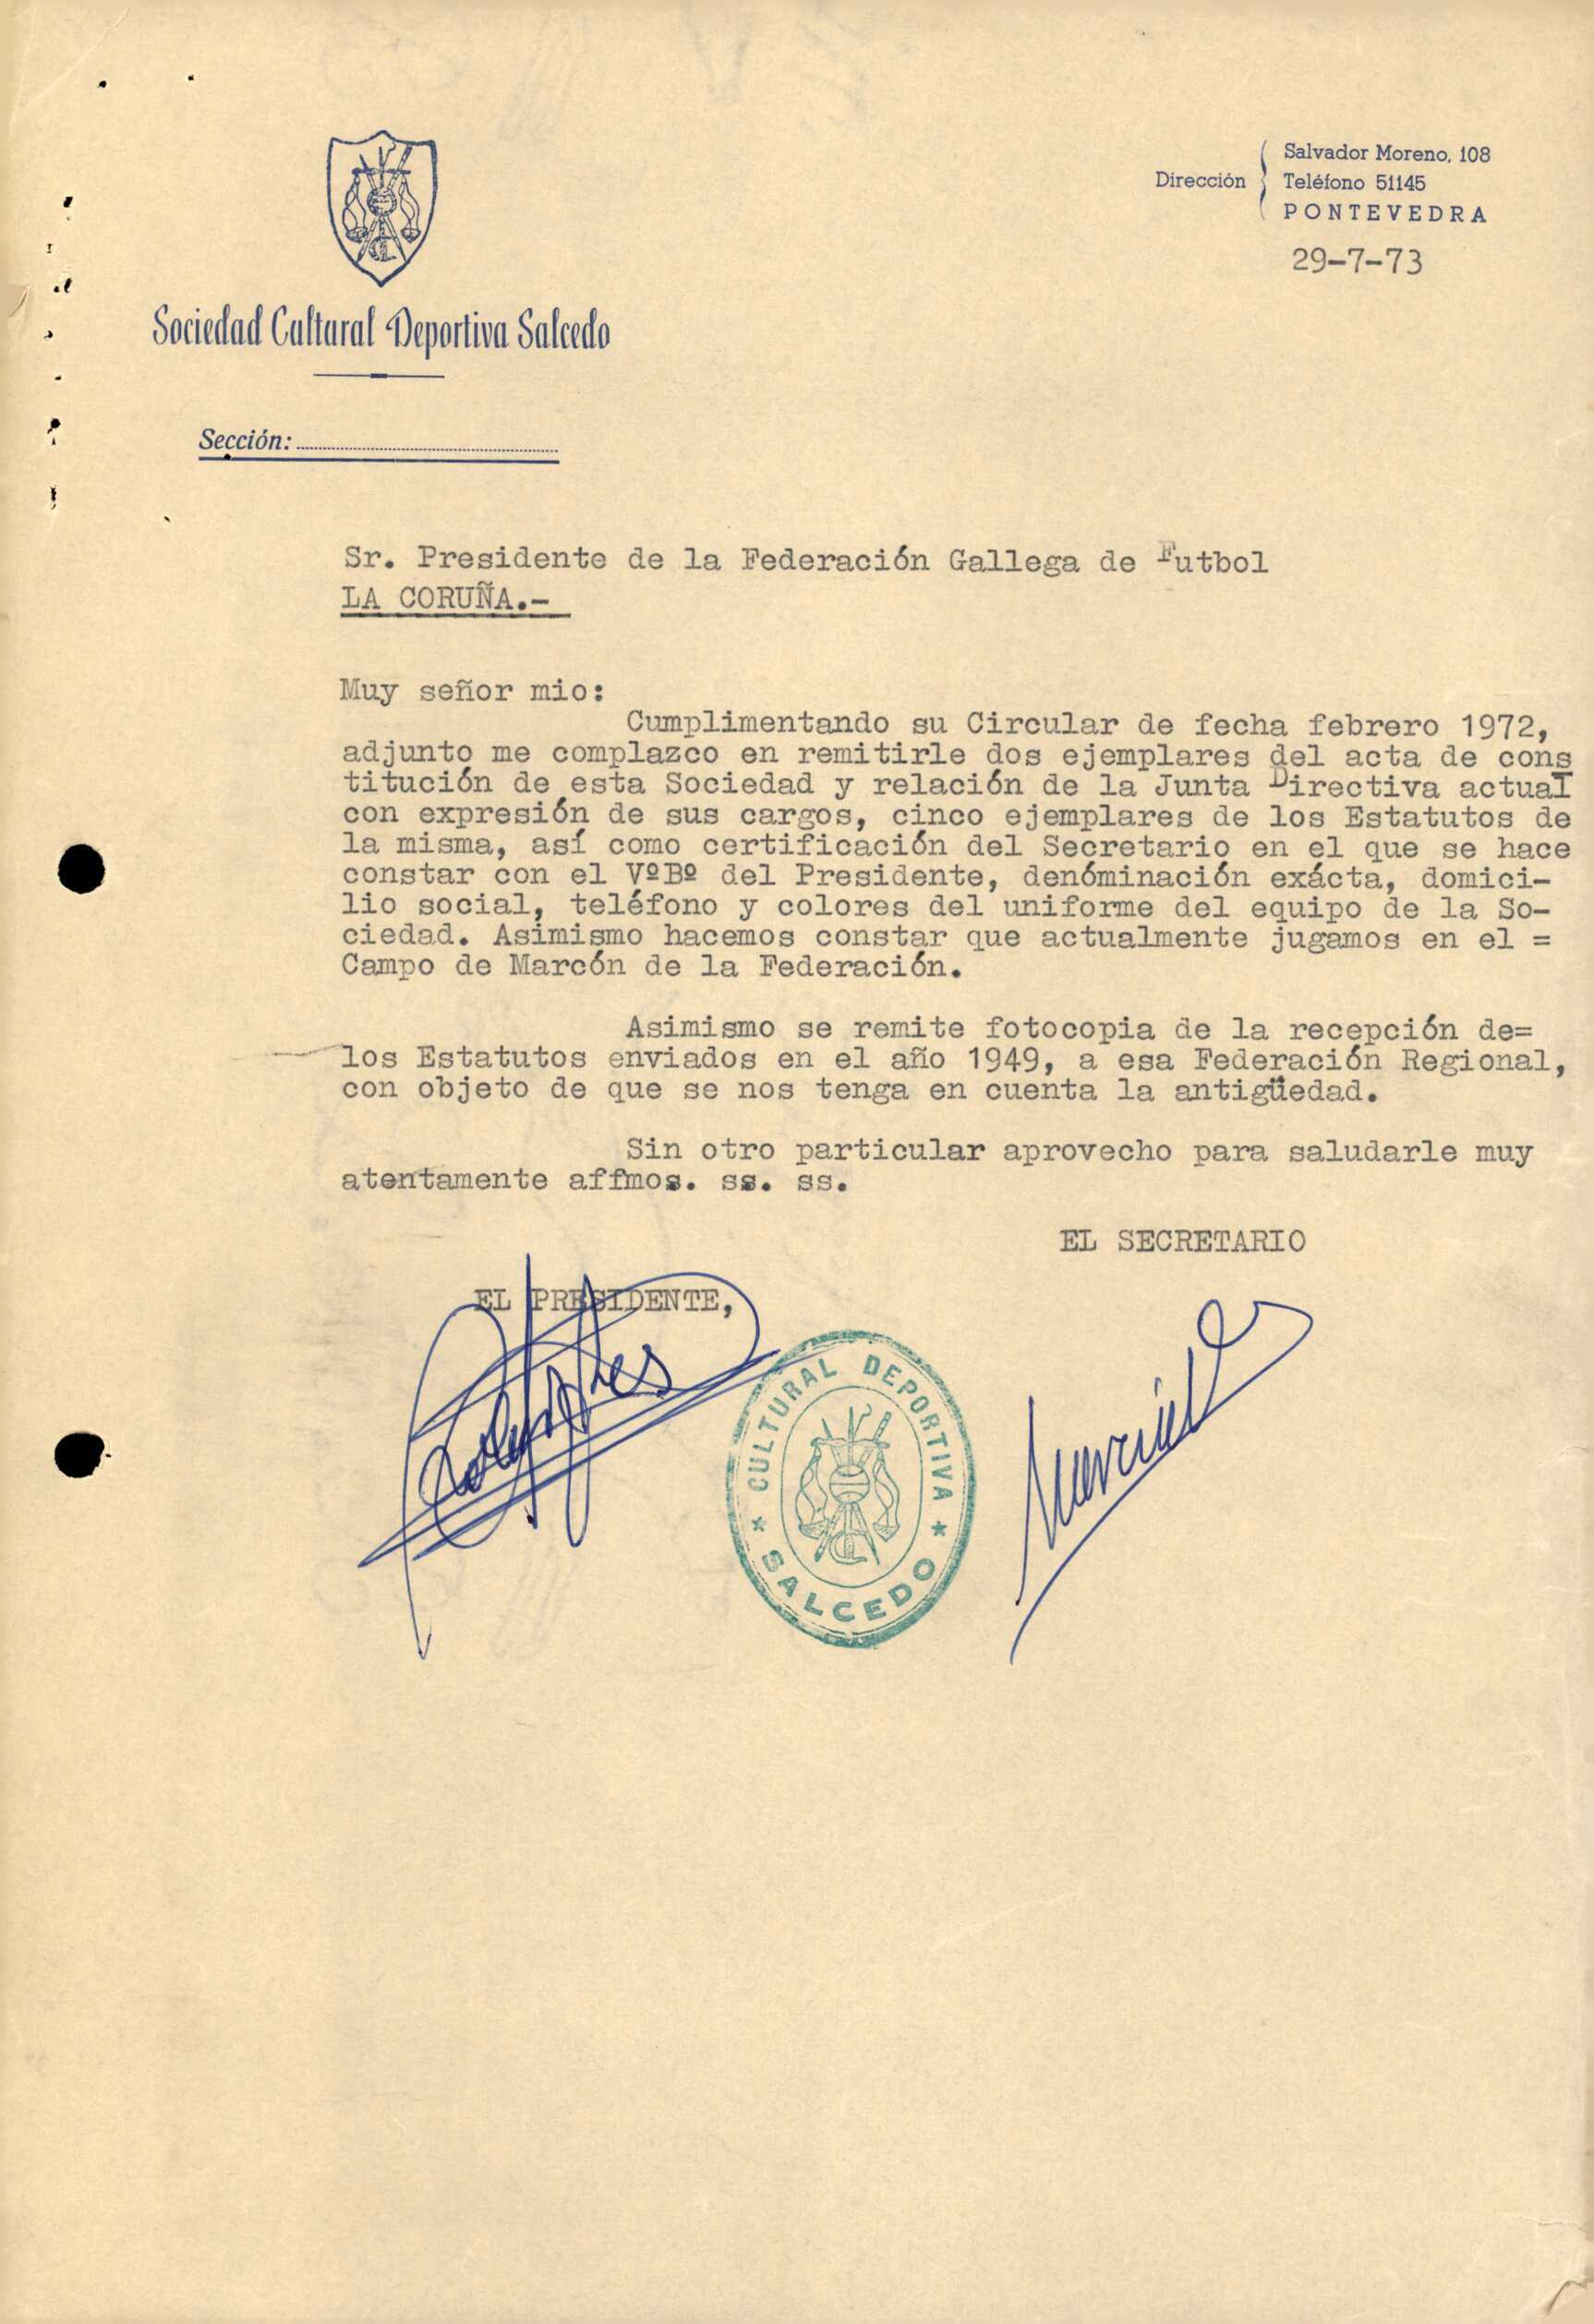 Dirección
Salvador Moreno, 108
Teléfono 51145
PONTEVEDRA
29-7-73
Sociedad Cultural Deportiva Salcedo
Sección:
Sr. Presidente de la Federación Gallega de Futbol
LA CORUÑA.-
Muy señor mio:
Cumplimentando su Circular de fecha febrero 1972,
adjunto me complazco en remitirle dos ejemplares del acta de cons
titución de esta Sociedad y relación de la Junta Directiva actual
con expresión de sus cargos, cinco ejemplares de los Estatutos de
la misma, así como certificación del Secretario en el que se hace
constar con el VºBº del Presidente, denóminación exácta, domici-
lio social, teléfono y colores del uniforme del equipo de la So-
ciedad. Asimismo hacemos constar que actualmente jugamos en el =
Campo de Marcón de la Federación.
Asimismo se remite fotocopia de la recepción de=
los Estatutos enviados en el año 1949, a esa Federación Regional,
con objeto de que se nos tenga en cuenta la antigüedad.
Sin otro particular aprovecho para saludarle muy
atentamente affmos. ss. ss.
EL SECRETARIO
EL PRESIDENTE,
CULTURAL DEPORTIVA
SALCEDO